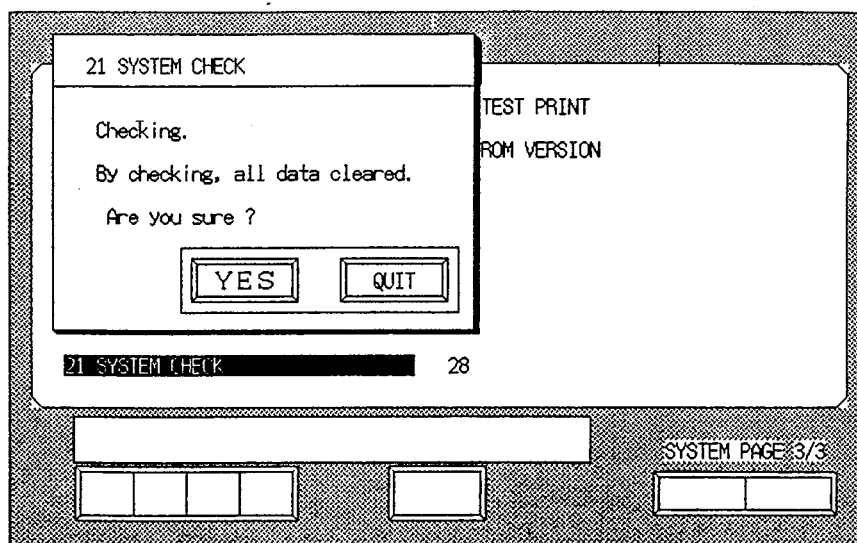 21 SYSTEM CHECK
Checking.
By checking, all data cleared.
Are you sure ?
YES
QUIT
TEST PRINT
ROM VERSION
21 SYSTEM CHECK
28
SYSTEM PAGE 3/3